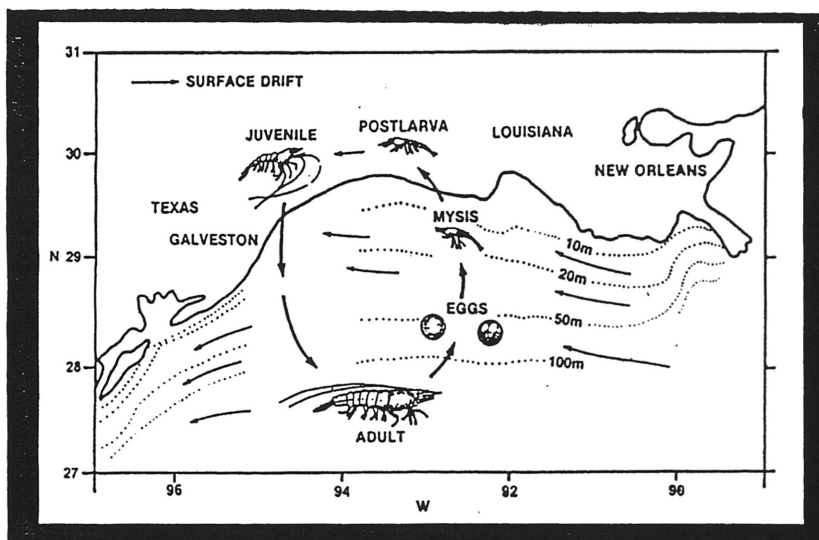 31
SURFACE DRIFT
JUVENILE
POSTLARVA
LOUISIANA
30
NEW ORLEANS
TEXAS
MYSIS
GALVESTON
10m
N 29
20m
EGGS
50m
28
100m
ADULT
27
96
94
92
90
W